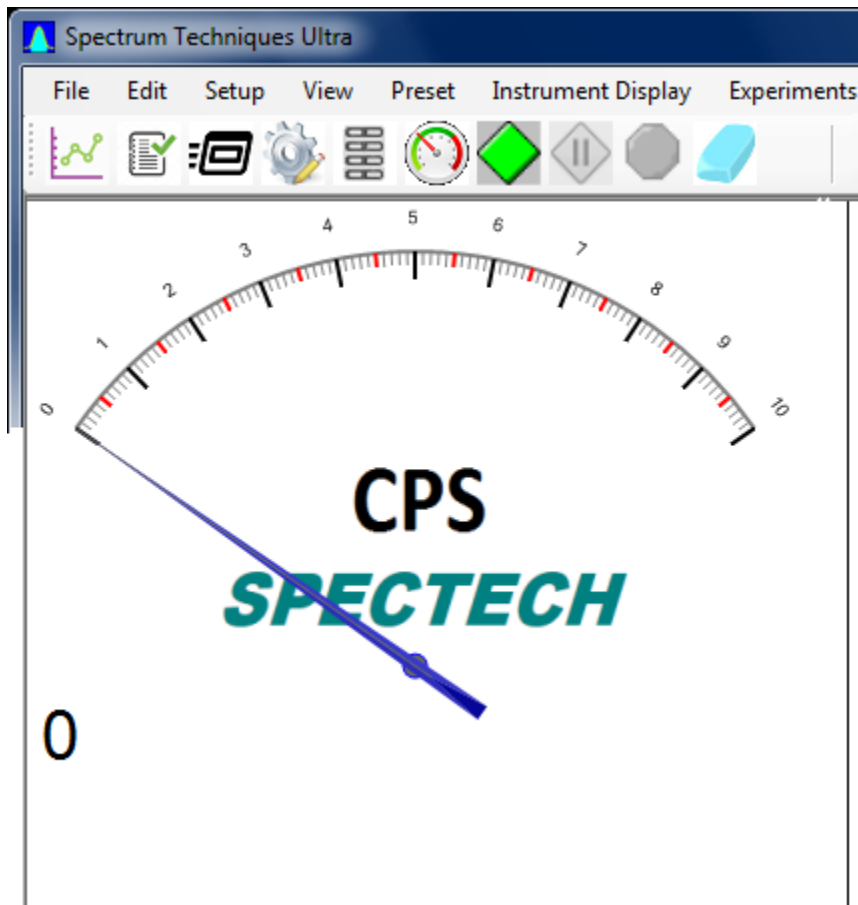 Spectrum Techniques Ultra
File Edit Setup View Preset Instrument Display Experiments
0 1 2 3 4 5 6 7 8 9 10
CPS
SPECTECH
0